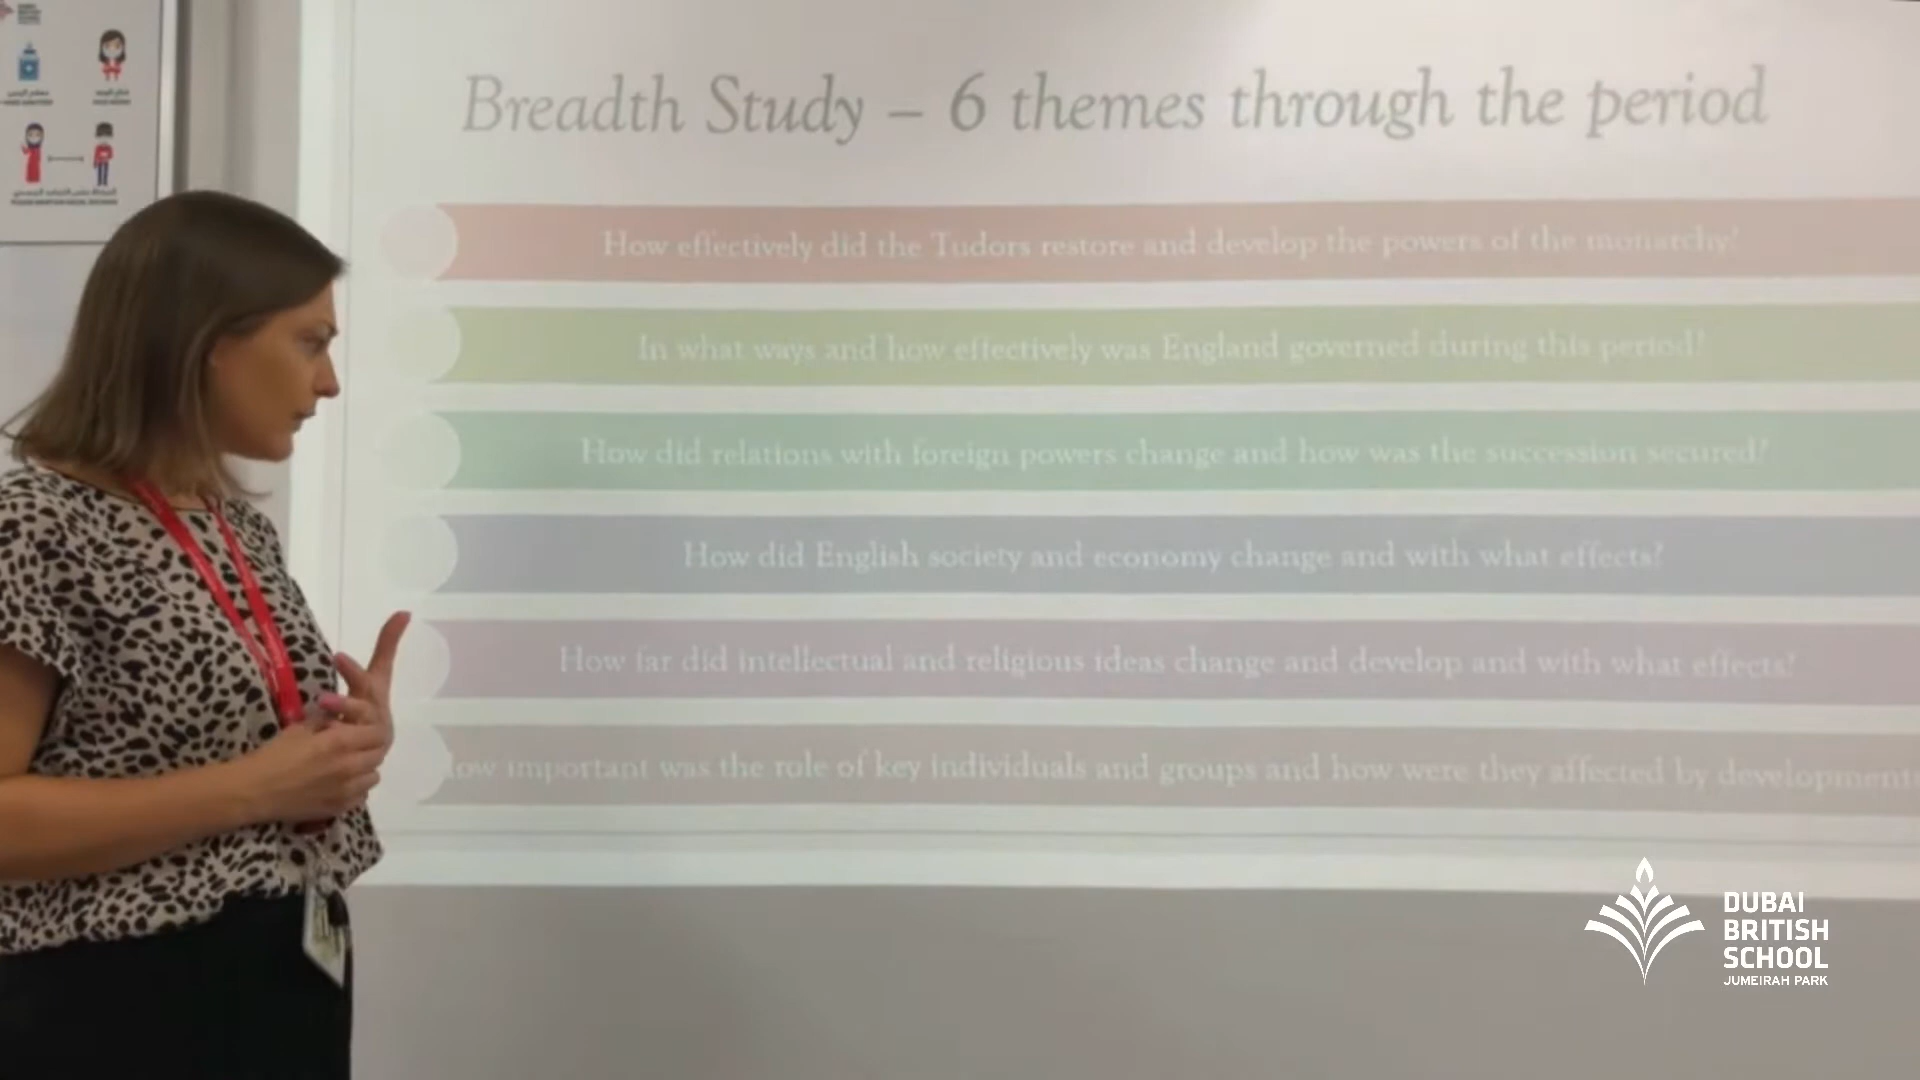 Breadth Study – 6 themes through the period
How effectively did the Tudors restore and develop the powers of the monarchy?
In what ways and how effectively was England governed during this period?
How did relations with foreign powers change and how was the succession secured?
How did English society and economy change and with what effects?
How far did intellectual and religious ideas change and develop and with what effects?
important was the role of key individuals and groups and how were they affected by developments
DUBAI
BRITISH
SCHOOL
JUMEIRAH PARK